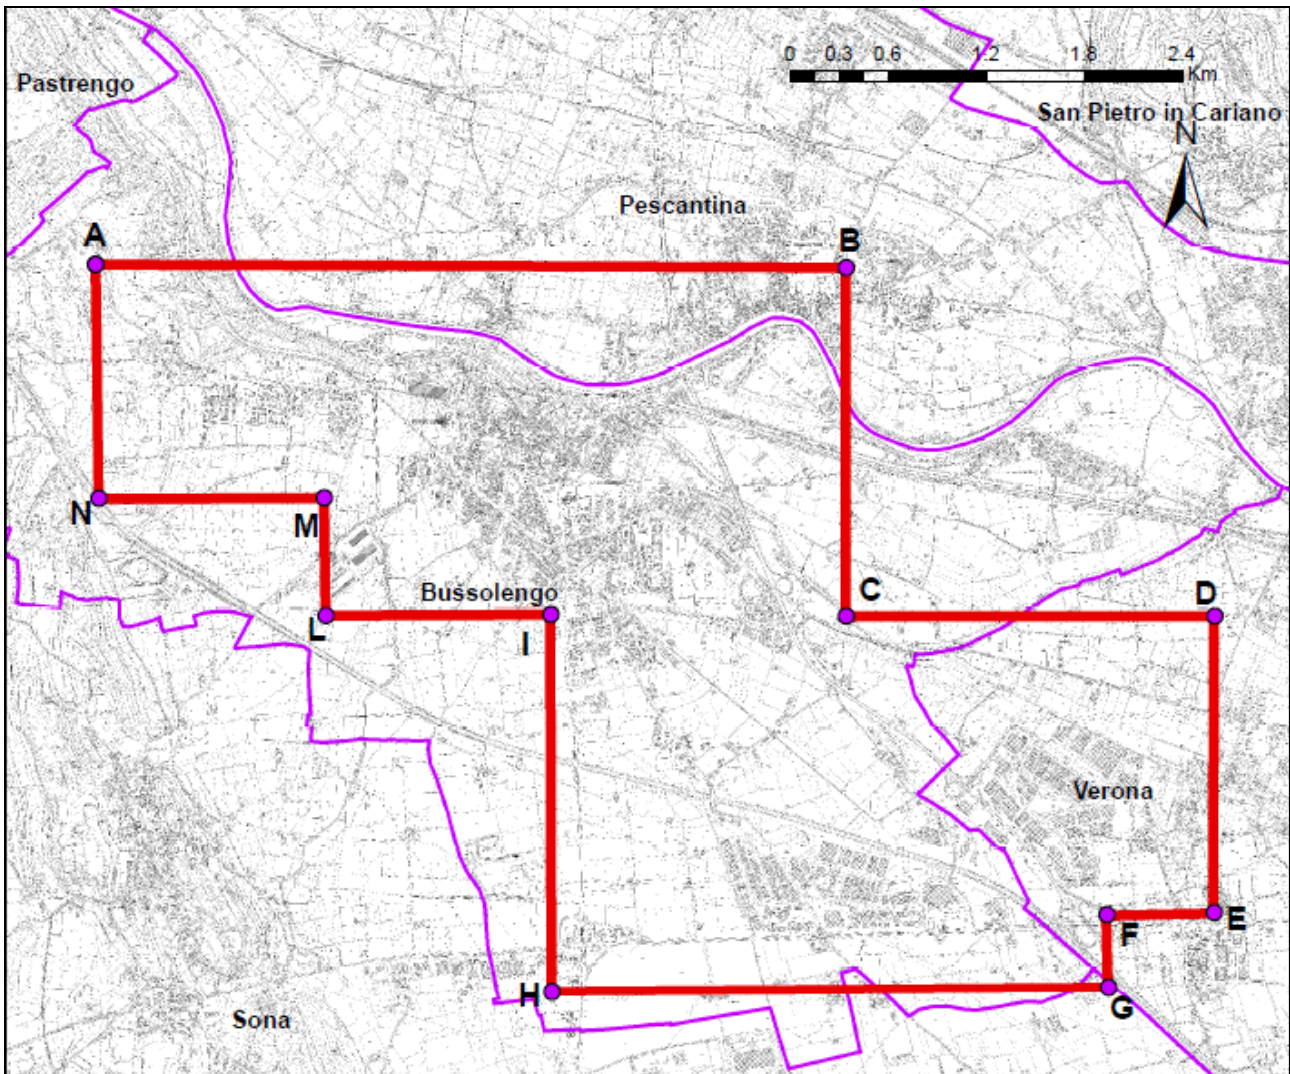 0 0.3 0.6 1.2 1.8 2.4
Km
Pastrengo
San Pietro in Cariano
N
Pescantina
A
B
N
M
Bussolengo
C
D
L
I
Verona
F
E
H
G
Sona